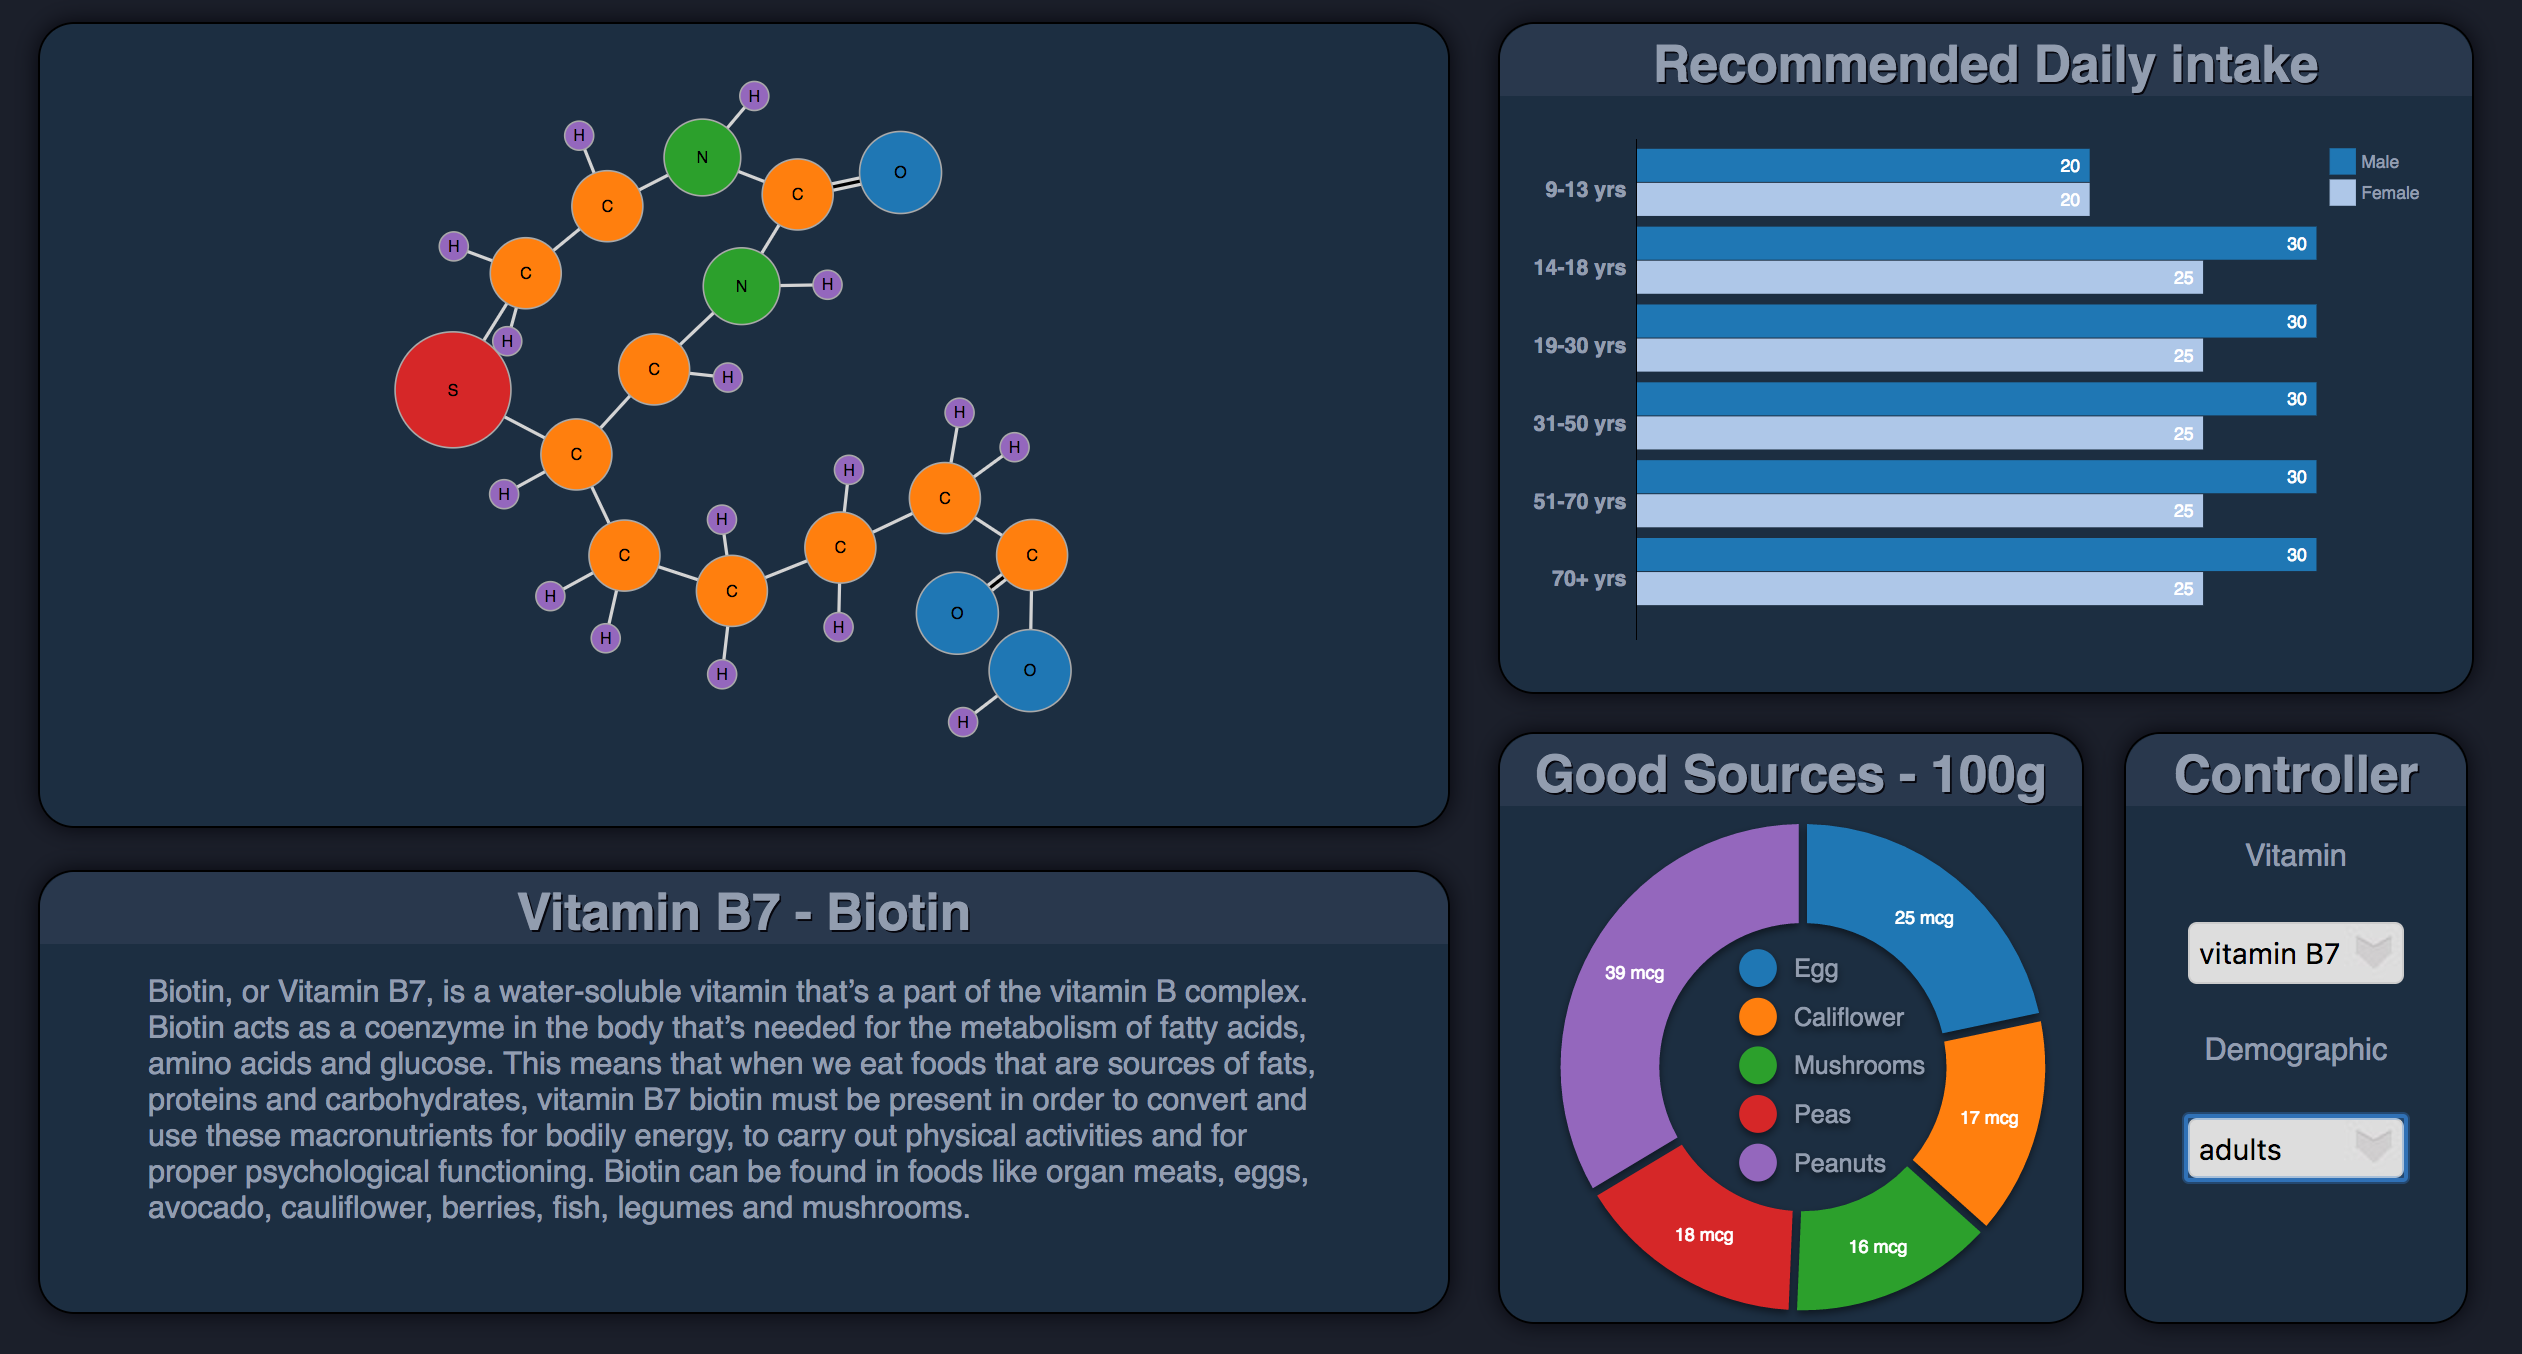 H
H
N
C
O
C
H
C
N
H
H
S
C
H
C
H
H
C
H
H
C
H
H
C
C
H
C
C
H
O
H
H
H
O
H
H
Vitamin B7 - Biotin
Biotin, or Vitamin B7, is a water-soluble vitamin that’s a part of the vitamin B complex.
Biotin acts as a coenzyme in the body that’s needed for the metabolism of fatty acids,
amino acids and glucose. This means that when we eat foods that are sources of fats,
proteins and carbohydrates, vitamin B7 biotin must be present in order to convert and
use these macronutrients for bodily energy, to carry out physical activities and for
proper psychological functioning. Biotin can be found in foods like organ meats, eggs,
avocado, cauliflower, berries, fish, legumes and mushrooms.
Recommended Daily intake
Male
Female
9-13 yrs
20
20
14-18 yrs
30
25
19-30 yrs
30
25
31-50 yrs
30
25
51-70 yrs
30
25
70+ yrs
30
25
Good Sources - 100g
25 mcg
39 mcg
17 mcg
18 mcg
16 mcg
Egg
Califlower
Mushrooms
Peas
Peanuts
Controller
Vitamin
vitamin B7
Demographic
adults